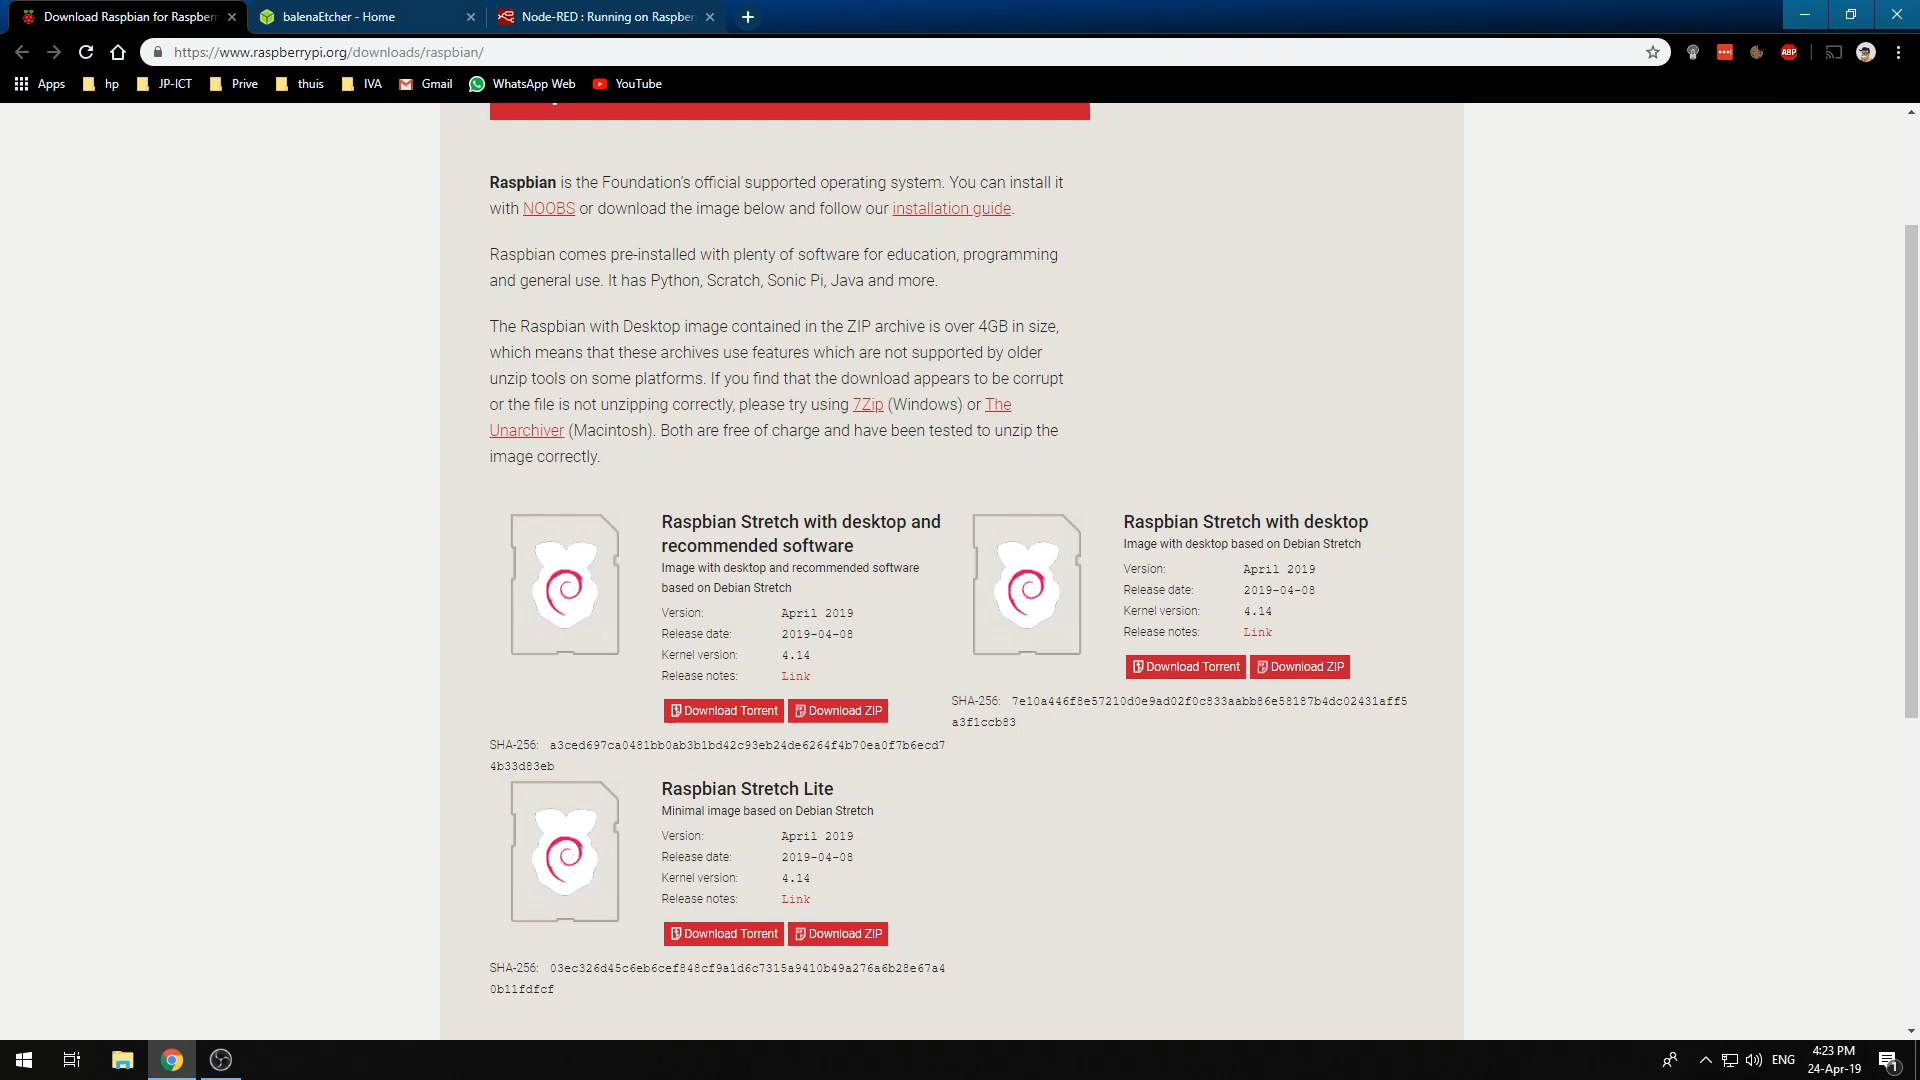 Download Raspbian for Raspber
balenaEtcher - Home
Node-RED : Running on Raspber
https://www.raspberrypi.org/downloads/raspbian/
ABP
Apps
hp
JP-ICT
Prive
thuis
IVA
Gmail
WhatsApp Web
YouTube
Raspbian is the Foundation's official supported operating system. You can install it
with NOOBS or download the image below and follow our installation guide.
Raspbian comes pre-installed with plenty of software for education, programming
and general use. It has Python, Scratch, Sonic Pi, Java and more.
The Raspbian with Desktop image contained in the ZIP archive is over 4GB in size,
which means that these archives use features which are not supported by older
unzip tools on some platforms. If you find that the download appears to be corrupt
or the file is not unzipping correctly, please try using 7Zip (Windows) or The
Unarchiver (Macintosh). Both are free of charge and have been tested to unzip the
image correctly.
Raspbian Stretch with desktop and
recommended software
Image with desktop and recommended software
based on Debian Stretch
Version: April 2019
Release date: 2019-04-08
Kernel version: 4.14
Release notes: Link
Download Torrent Download ZIP
SHA-256: a3ced697ca0481bb0ab3b1bd42c93eb24de6264f4b70ea0f7b6ecd7
4b33d83eb
Raspbian Stretch with desktop
Image with desktop based on Debian Stretch
Version: April 2019
Release date: 2019-04-08
Kernel version: 4.14
Release notes: Link
Download Torrent Download ZIP
SHA-256: 7e10a446f8e57210d0e9ad02f0c833aabb86e58187b4dc02431aff5
a3f1ccb83
Raspbian Stretch Lite
Minimal image based on Debian Stretch
Version: April 2019
Release date: 2019-04-08
Kernel version: 4.14
Release notes: Link
Download Torrent Download ZIP
SHA-256: 03ec326d45c6eb6cef848cf9a1d6c7315a9410b49a276a6b28e67a4
0b11fdfcf
ENG
4:23 PM
24-Apr-19
1